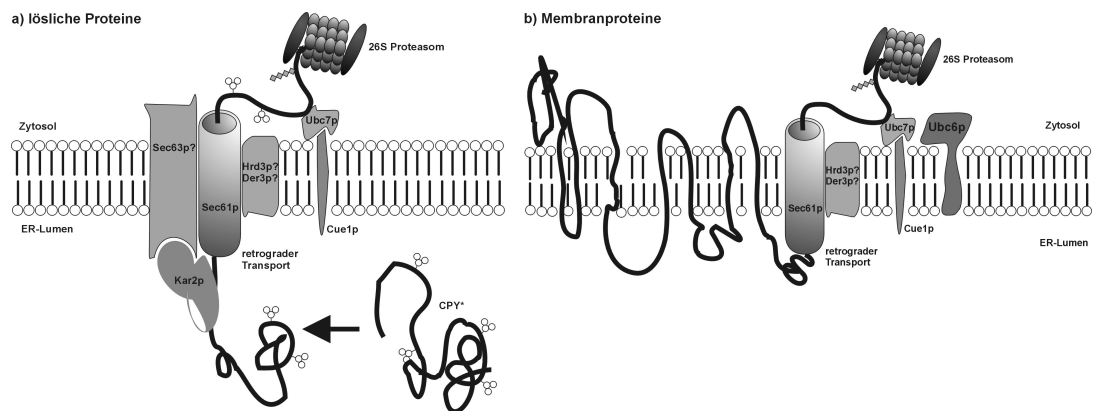 a) lösliche Proteine
26S Proteasom
Zytosol
Ubc7p
Sec63p?
Hrd3p?
Der3p?
Sec61p
ER-Lumen
Cue1p
retrograder
Transport
Kar2p
CPY*
b) Membranproteine
26S Proteasom
Ubc7p
Ubc6p
Zytosol
Hrd3p?
Der3p?
Sec61p
Cue1p
ER-Lumen
retrograder
Transport